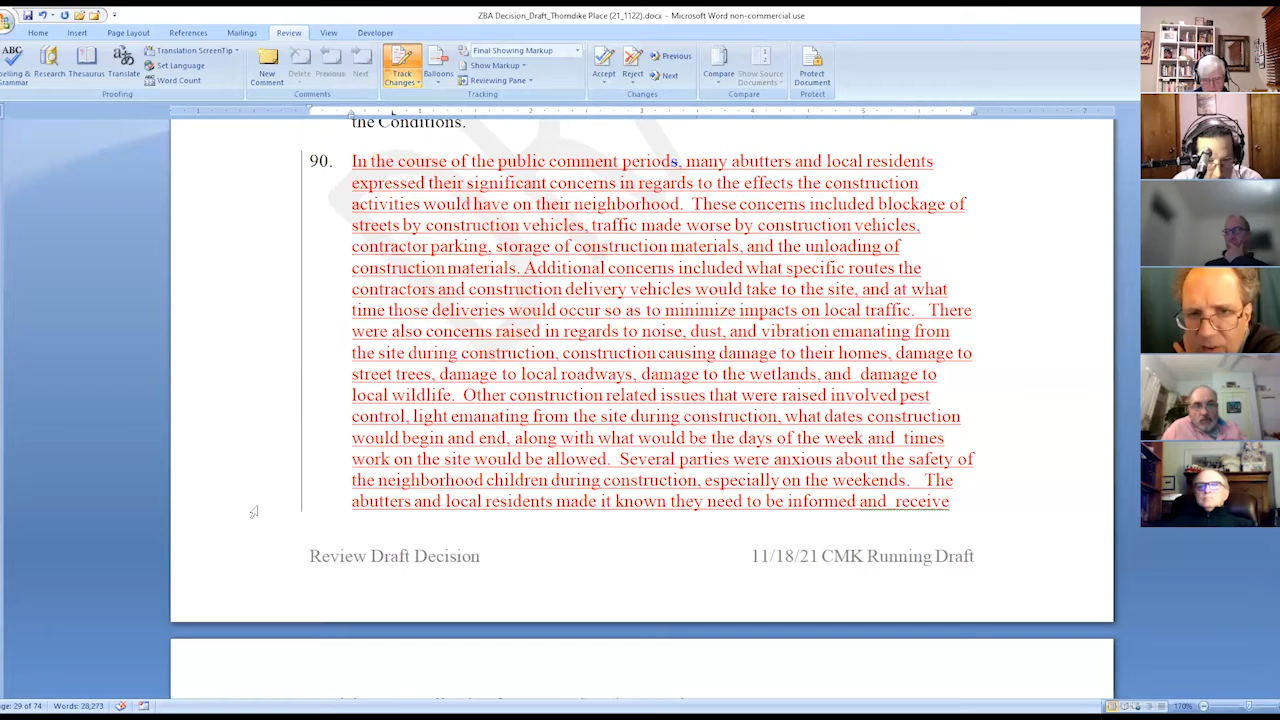 ZBA Decision_Draft_Thorndike Place (21_1122).docx - Microsoft Word non-commercial use
Home Insert Page Layout References Mailings Review View Developer
ABC Spelling & Grammar Research Thesaurus Translate
Translation ScreenTip
Set Language
Word Count
Proofing
New Comment Delete Previous Next
Comments
Track Changes Balloons
Final Showing Markup
Show Markup
Reviewing Pane
Tracking
Accept Reject
Previous
Next
Changes
Compare Show Source Documents
Compare
Protect Document
Protect
the Conditions.
90. In the course of the public comment periods, many abutters and local residents
expressed their significant concerns in regards to the effects the construction
activities would have on their neighborhood. These concerns included blockage of
streets by construction vehicles, traffic made worse by construction vehicles,
contractor parking, storage of construction materials, and the unloading of
construction materials. Additional concerns included what specific routes the
contractors and construction delivery vehicles would take to the site, and at what
time those deliveries would occur so as to minimize impacts on local traffic. There
were also concerns raised in regards to noise, dust, and vibration emanating from
the site during construction, construction causing damage to their homes, damage to
street trees, damage to local roadways, damage to the wetlands, and damage to
local wildlife. Other construction related issues that were raised involved pest
control, light emanating from the site during construction, what dates construction
would begin and end, along with what would be the days of the week and times
work on the site would be allowed. Several parties were anxious about the safety of
the neighborhood children during construction, especially on the weekends. The
abutters and local residents made it known they need to be informed and receive
Review Draft Decision 11/18/21 CMK Running Draft
age: 29 of 74 Words: 28,273 170%